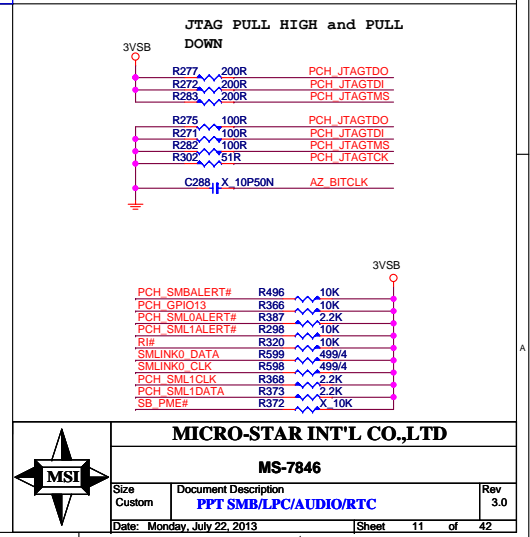 JTAG PULL HIGH and PULL
DOWN
3VSB
R277 200R PCH_JTAGTDO
R272 200R PCH_JTAGTDI
R283 200R PCH_JTAGTMS
R275 100R PCH_JTAGTDO
R271 100R PCH_JTAGTDI
R282 100R PCH_JTAGTMS
R302 51R PCH_JTAGTCK
C288 X_10P50N AZ_BITCLK
3VSB
PCH_SMBALERT# R496 10K
PCH_GPIO13 R366 10K
PCH_SML0ALERT# R387 2.2K
PCH_SML1ALERT# R298 10K
RI# R320 10K
SMLINK0_DATA R599 499/4
SMLINK0_CLK R598 499/4
PCH_SML1CLK R368 2.2K
PCH_SML1DATA R373 2.2K
SB_PME# R372 X_10K
A
MSI
MICRO-STAR INT'L CO.,LTD
MS-7846
Size Document Description Rev
Custom PPT SMB/LPC/AUDIO/RTC 3.0
Date: Monday, July 22, 2013 Sheet 11 of 42